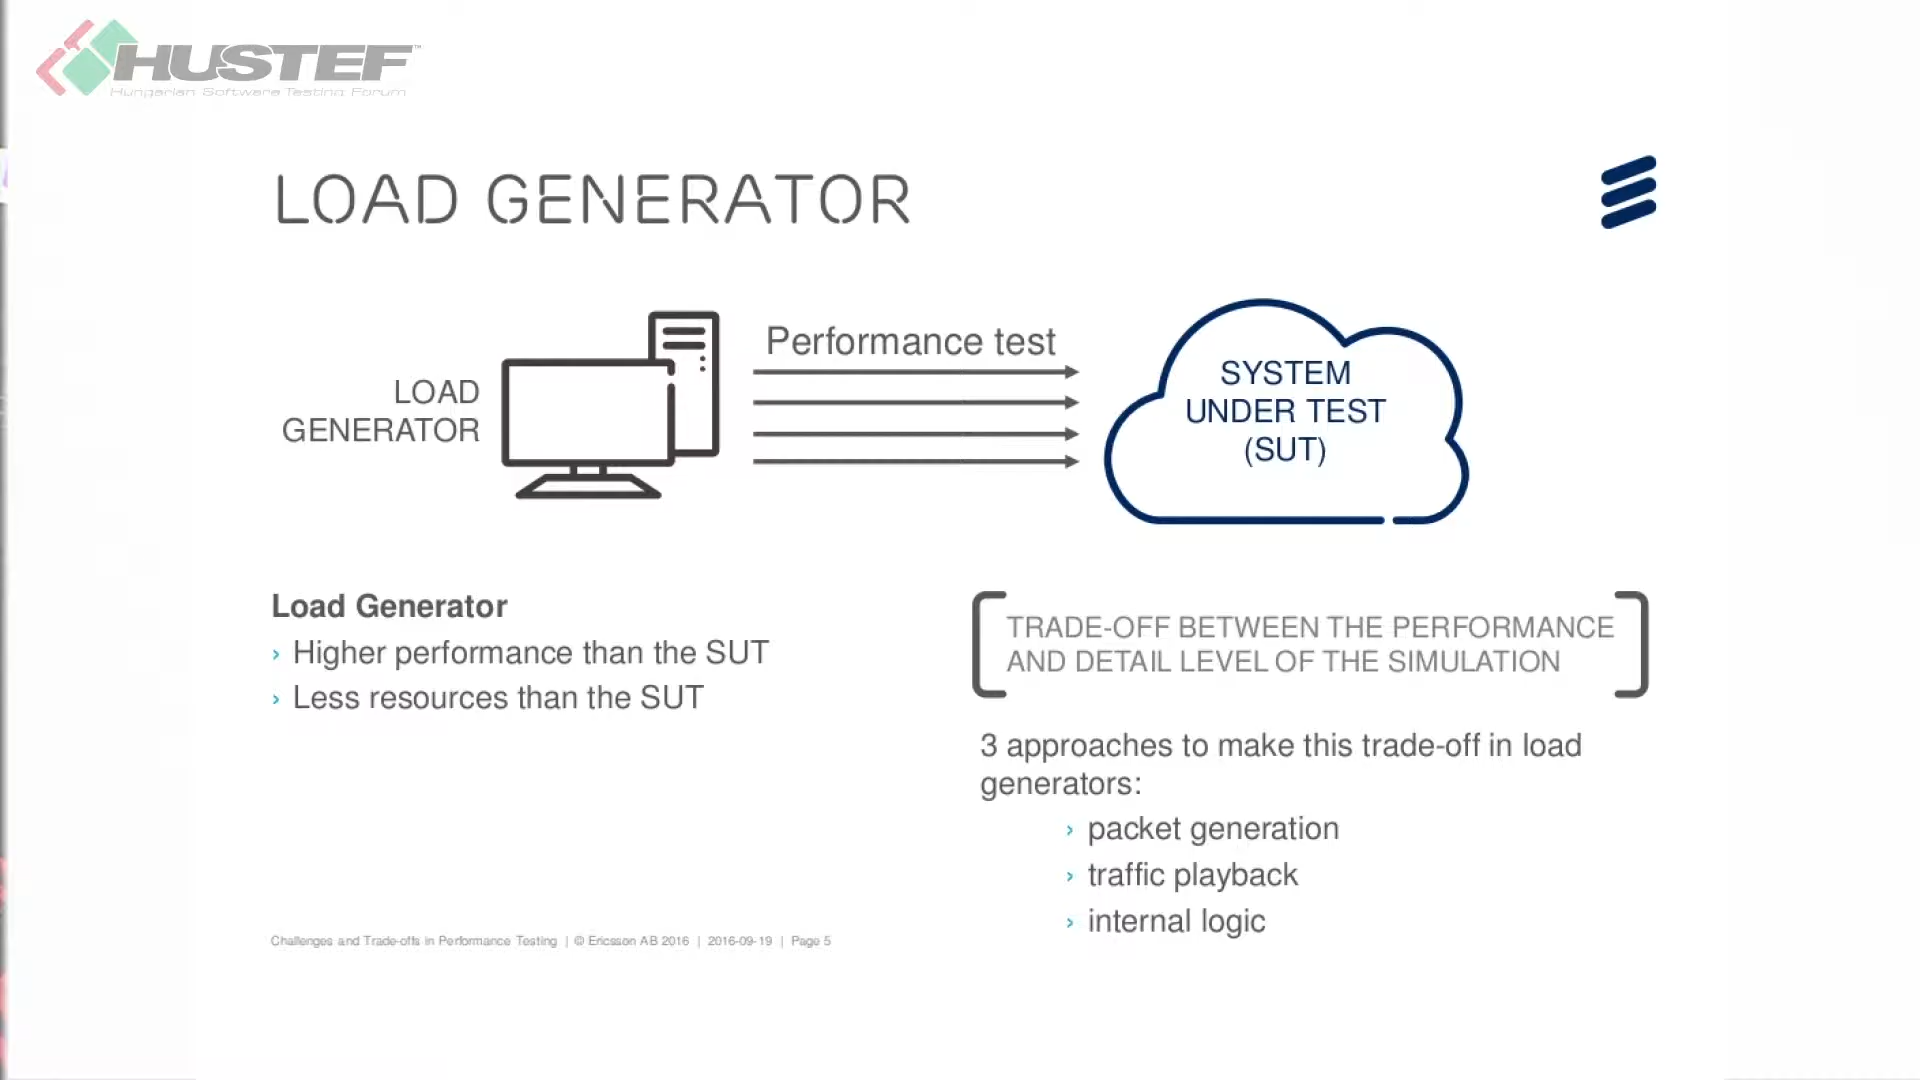 HUSTEF™
Hungarian Software Testing Forum
LOAD GENERATOR
Performance test
LOAD
GENERATOR
SYSTEM
UNDER TEST
(SUT)
Load Generator
› Higher performance than the SUT
› Less resources than the SUT
TRADE-OFF BETWEEN THE PERFORMANCE
AND DETAIL LEVEL OF THE SIMULATION
3 approaches to make this trade-off in load
generators:
› packet generation
› traffic playback
› internal logic
Challenges and Trade-offs in Performance Testing | © Ericsson AB 2016 | 2016-09-19 | Page 5